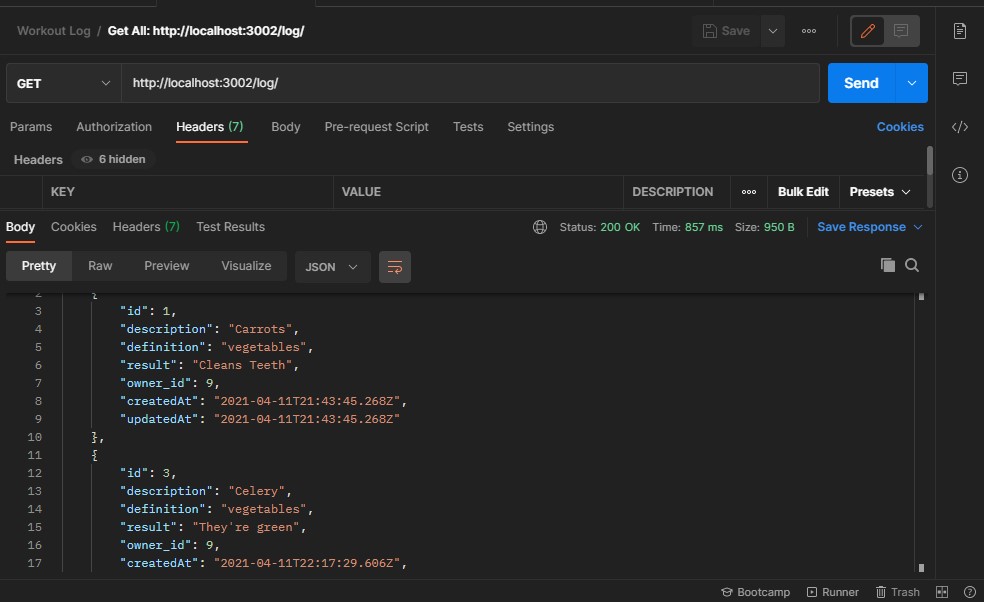 Workout Log / Get All: http://localhost:3002/log/ Save
GET http://localhost:3002/log/ Send
Params Authorization Headers (7) Body Pre-request Script Tests Settings Cookies
Headers 6 hidden
KEY VALUE DESCRIPTION Bulk Edit Presets
Body Cookies Headers (7) Test Results Status: 200 OK Time: 857 ms Size: 950 B Save Response
Pretty Raw Preview Visualize JSON
2 {
3 "id": 1,
4 "description": "Carrots",
5 "definition": "vegetables",
6 "result": "Cleans Teeth",
7 "owner_id": 9,
8 "createdAt": "2021-04-11T21:43:45.268Z",
9 "updatedAt": "2021-04-11T21:43:45.268Z"
10 },
11 {
12 "id": 3,
13 "description": "Celery",
14 "definition": "vegetables",
15 "result": "They're green",
16 "owner_id": 9,
17 "createdAt": "2021-04-11T22:17:29.606Z",
Bootcamp Runner Trash